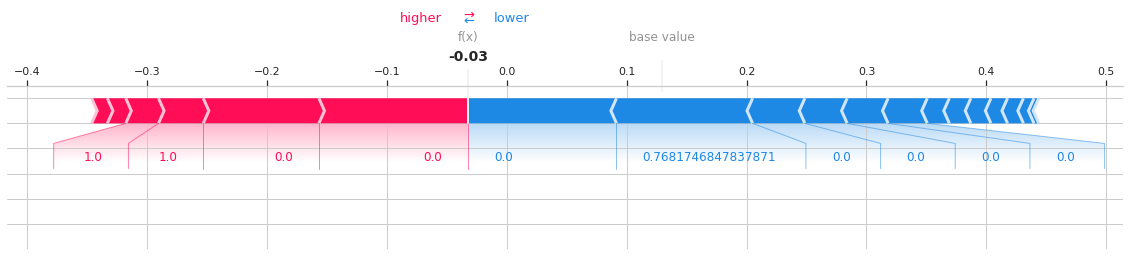 higher ⇄ lower
f(x) base value
-0.03
−0.4 −0.3 −0.2 −0.1 0.0 0.1 0.2 0.3 0.4 0.5
1.0 1.0 0.0 0.0 0.0 0.7681746847837871 0.0 0.0 0.0 0.0